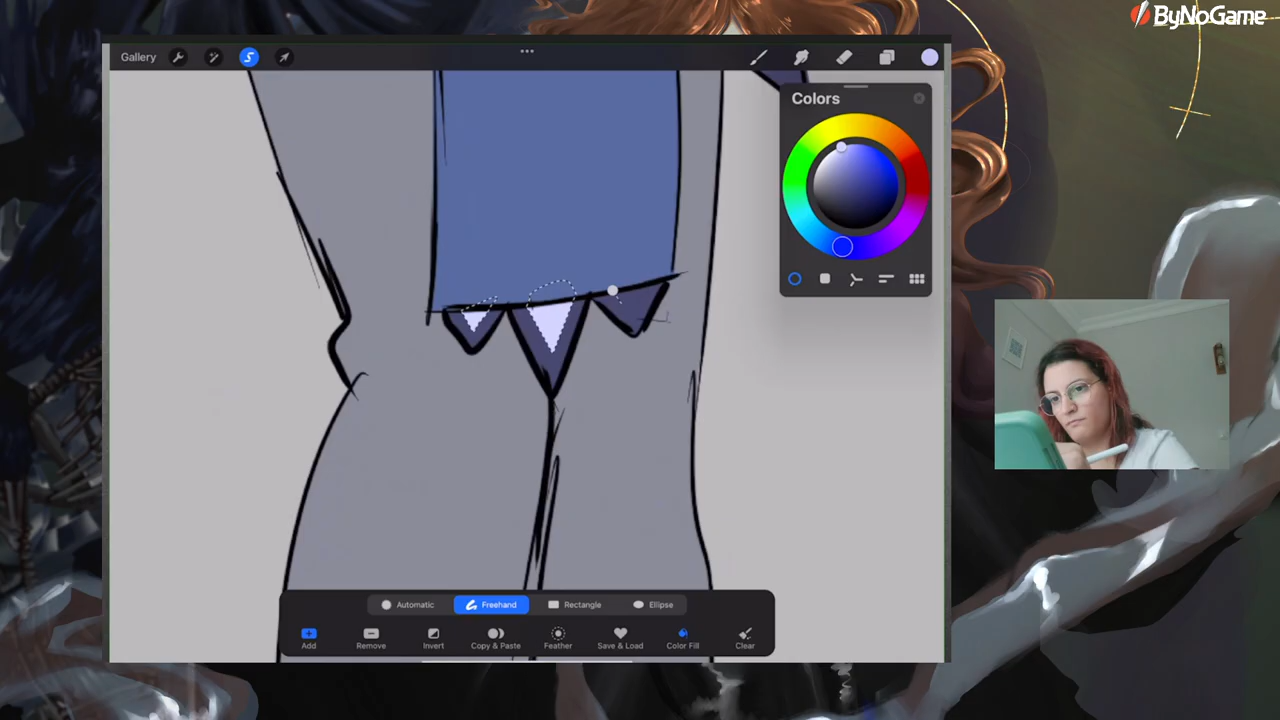 ByNoGame
Gallery
Colors
Automatic
Freehand
Rectangle
Ellipse
Add
Remove
Invert
Copy & Paste
Feather
Save & Load
Color Fill
Clear